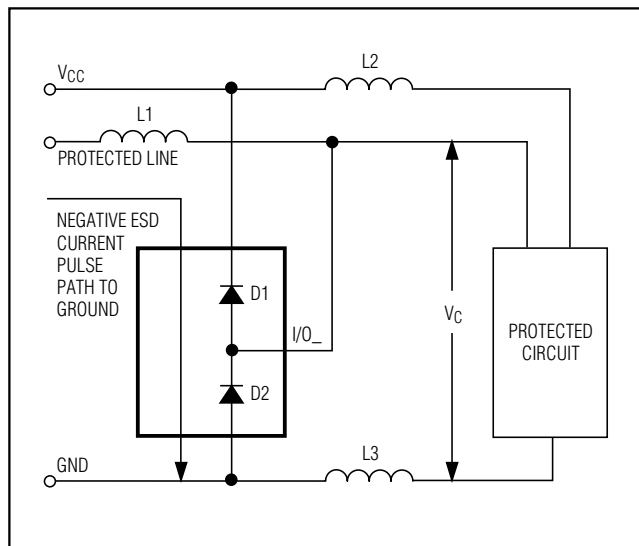 VCC
L2
L1
PROTECTED LINE
NEGATIVE ESD
CURRENT
PULSE
PATH TO
GROUND
D1
I/O_
VC
PROTECTED
CIRCUIT
D2
L3
GND